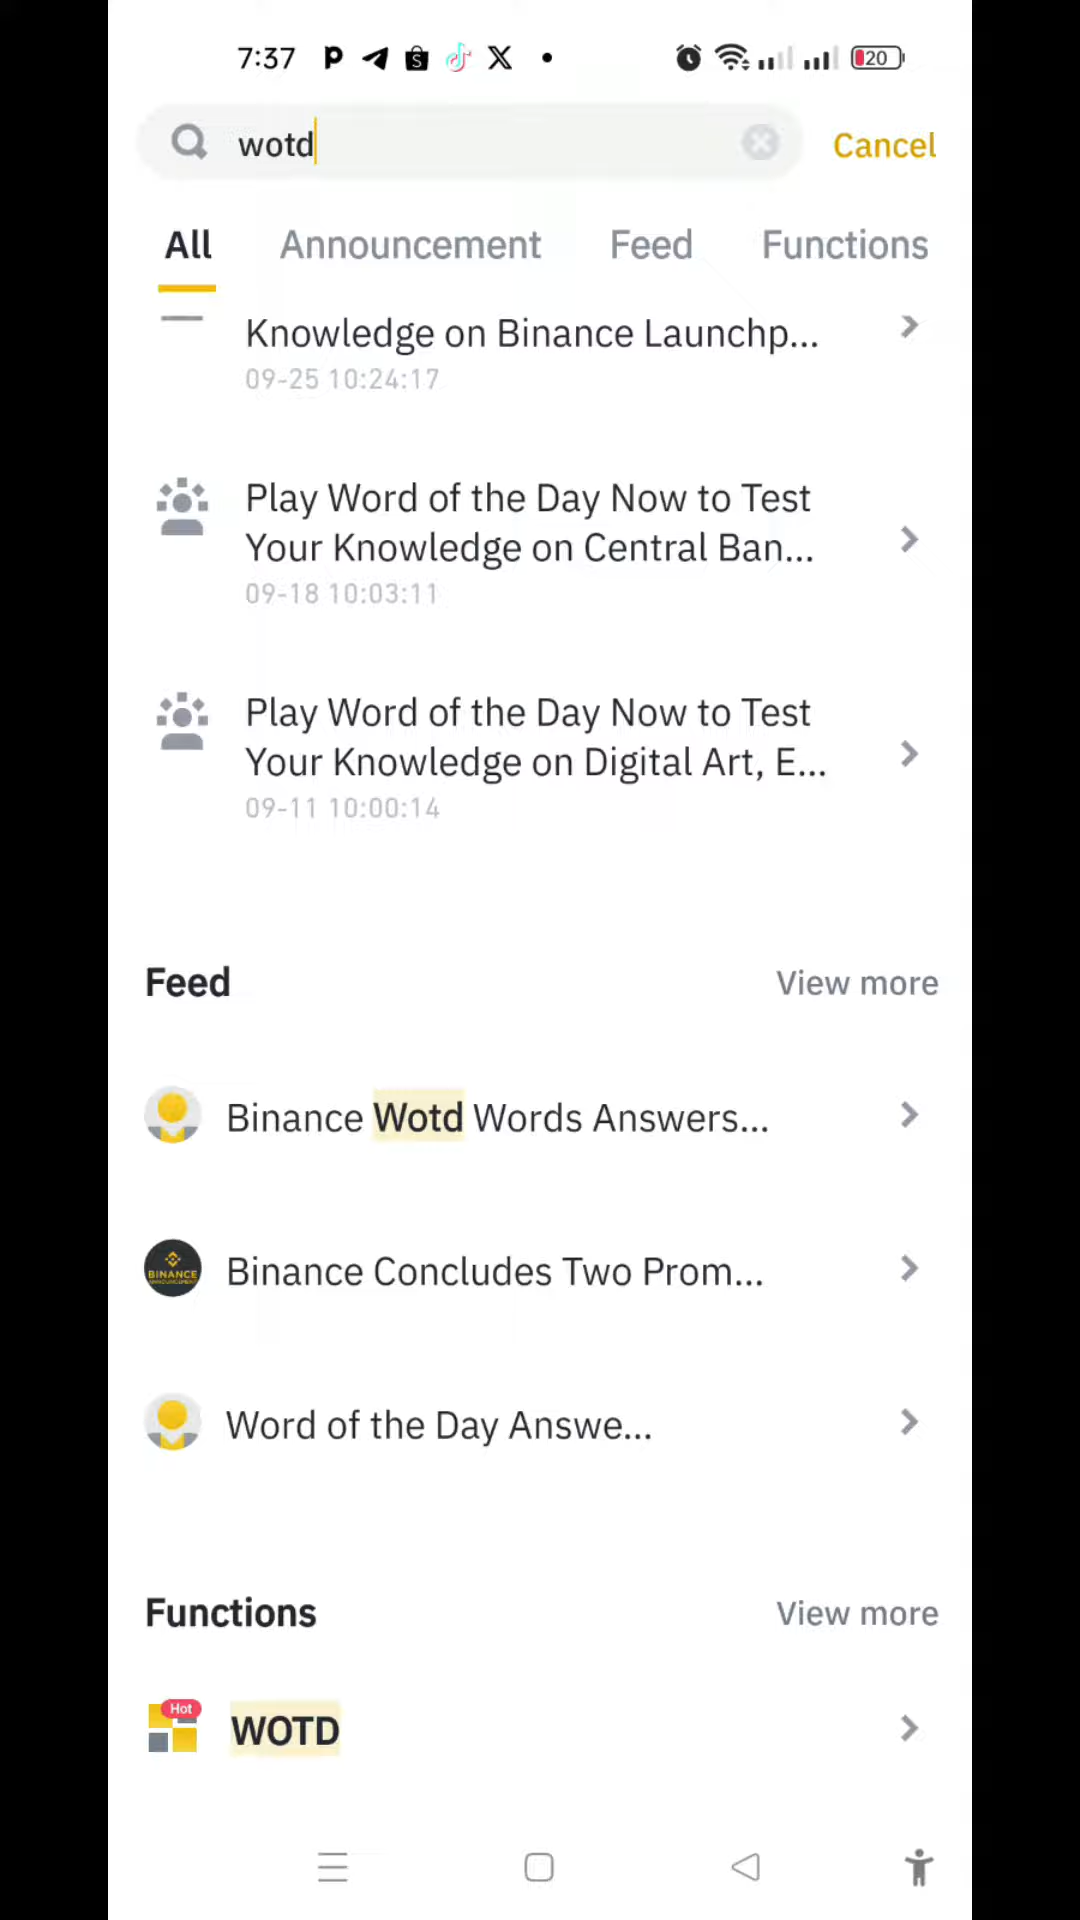 7:37
20
wotd
Cancel
All
Announcement
Feed
Functions
Knowledge on Binance Launchp...
09-25 10:24:17
Play Word of the Day Now to Test
Your Knowledge on Central Ban...
09-18 10:03:11
Play Word of the Day Now to Test
Your Knowledge on Digital Art, E...
09-11 10:00:14
Feed
View more
Binance Wotd Words Answers...
BINANCE
ANNOUNCEMENT
Binance Concludes Two Prom...
Word of the Day Answe...
Functions
View more
Hot
WOTD